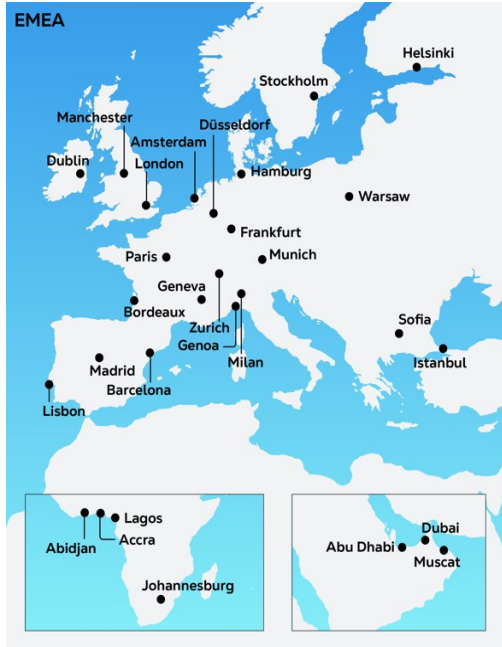 EMEA
Helsinki
Stockholm
Manchester
Düsseldorf
Amsterdam
Dublin
London
Hamburg
Warsaw
Frankfurt
Paris
Munich
Geneva
Bordeaux
Zurich
Sofia
Genoa
Milan
Istanbul
Madrid
Barcelona
Lisbon
Lagos
Accra
Abidjan
Johannesburg
Dubai
Abu Dhabi
Muscat